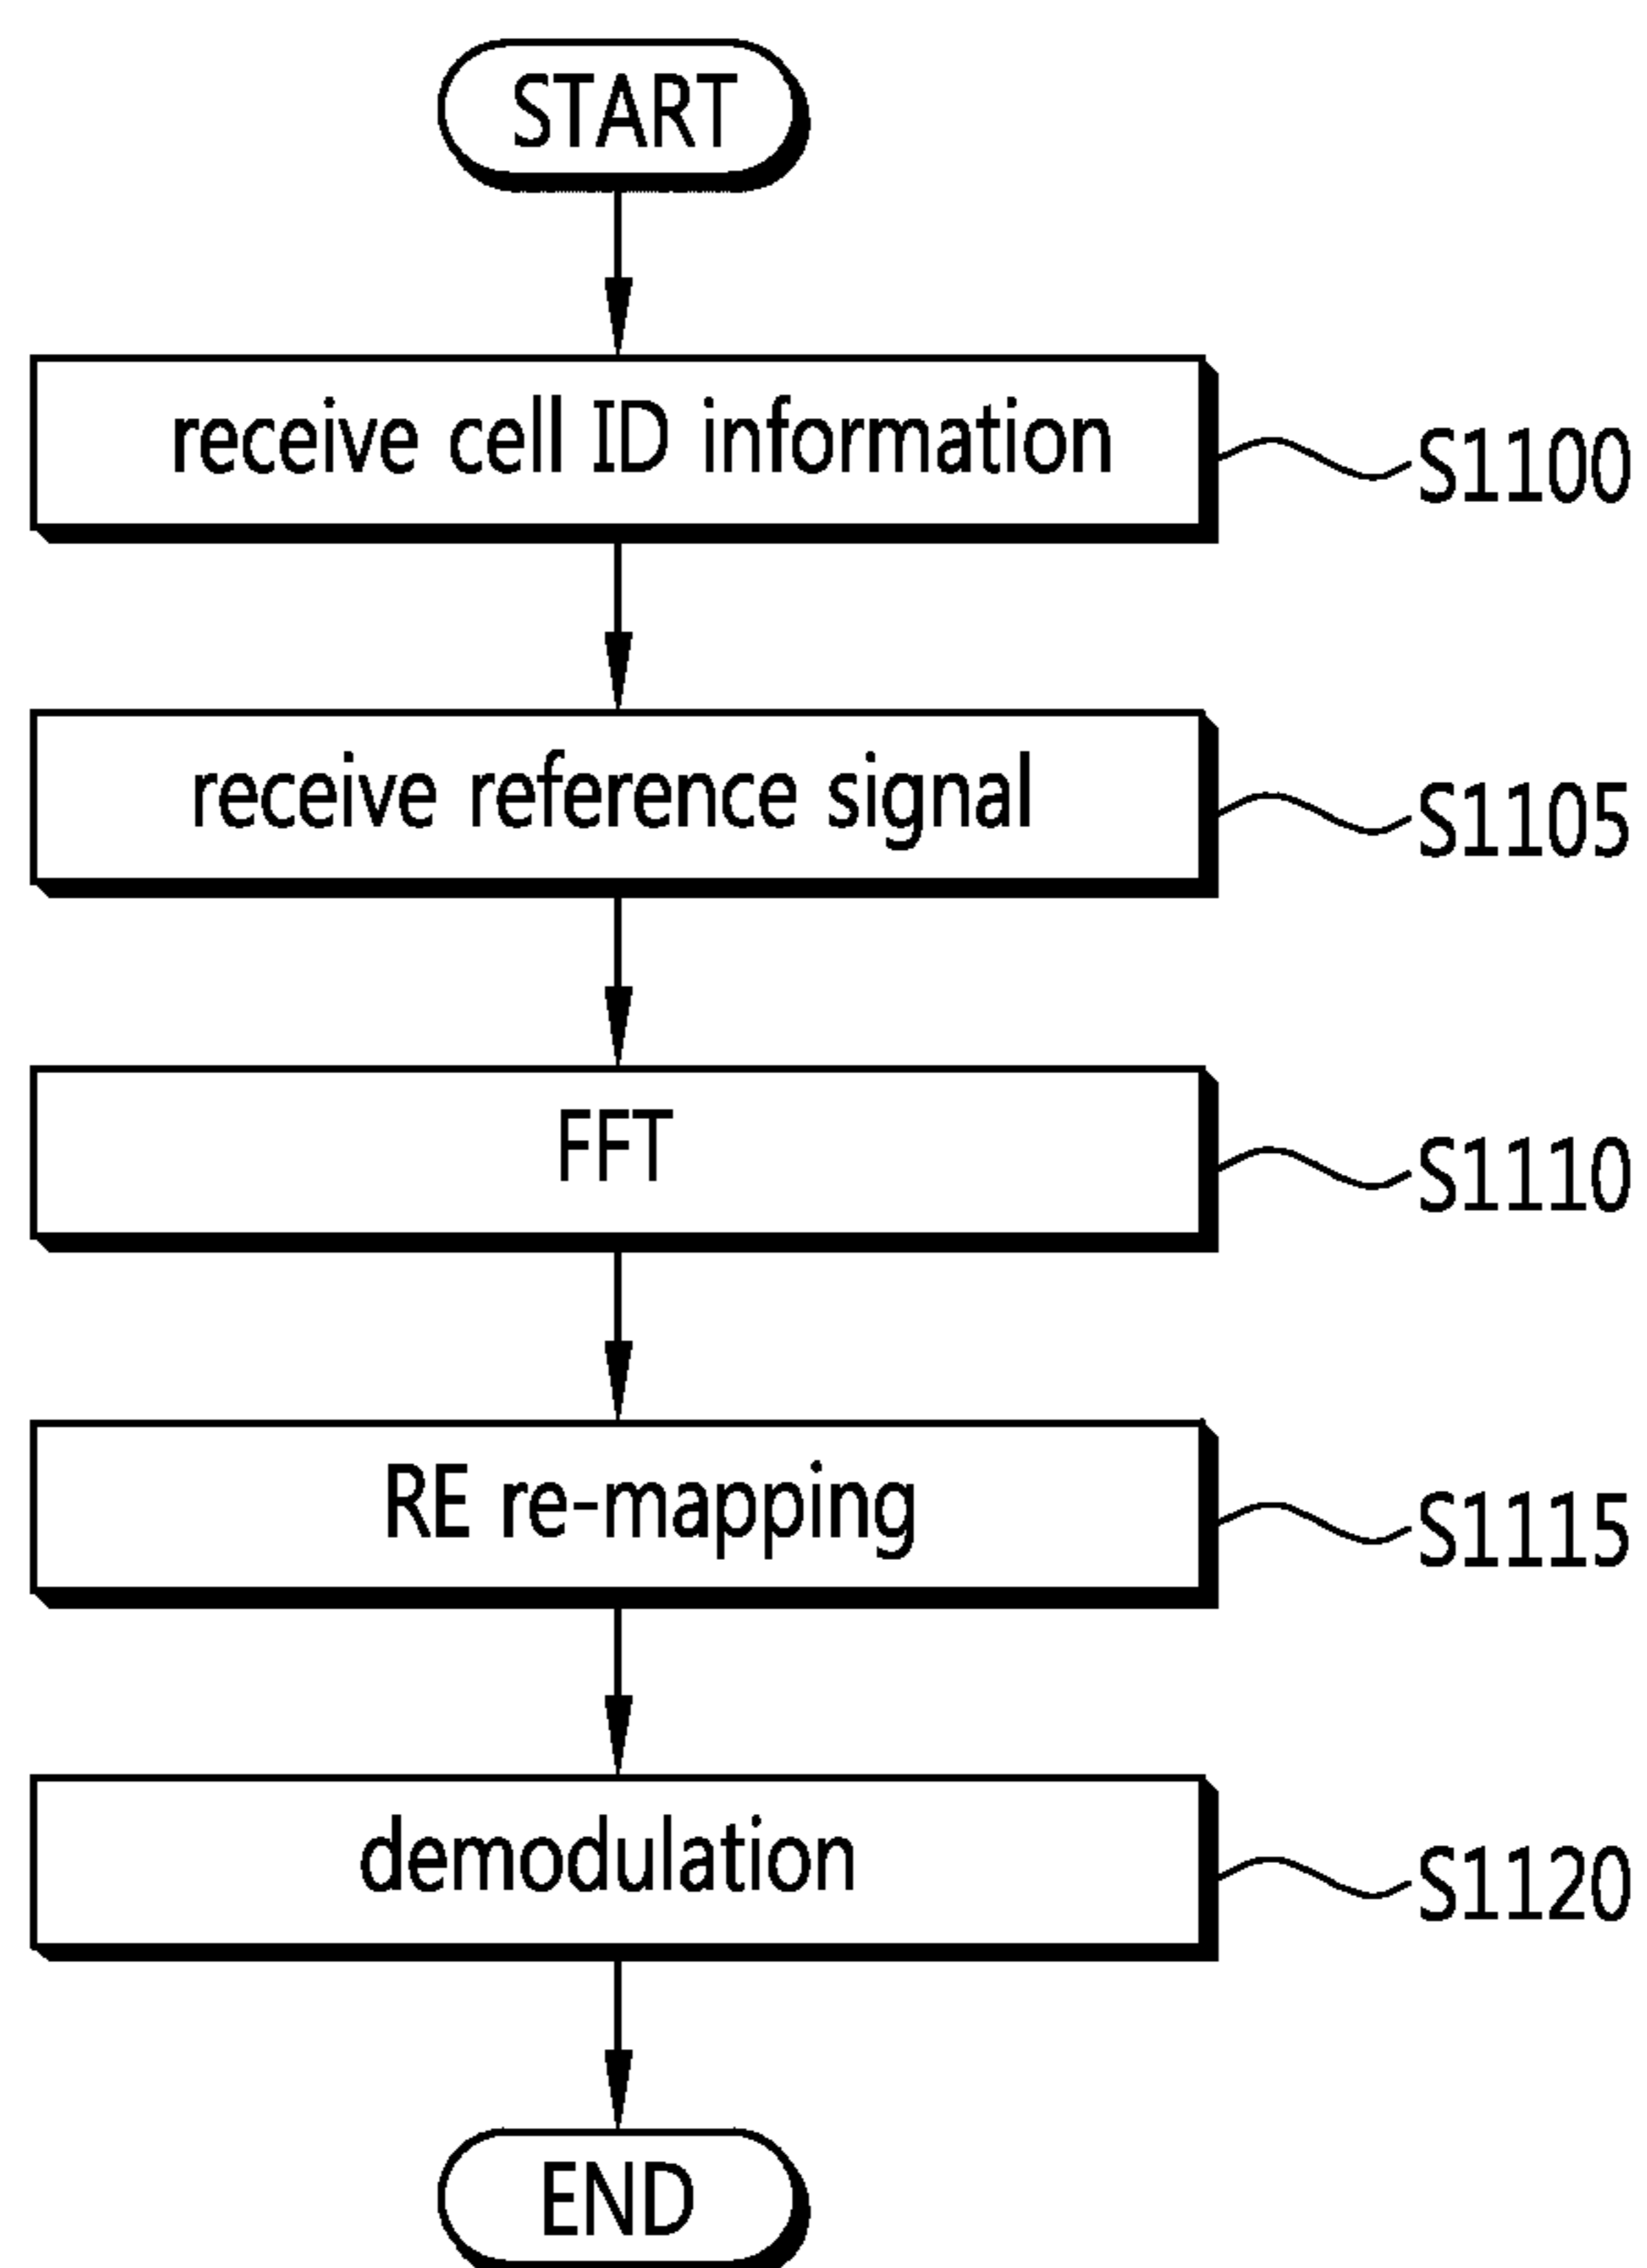 START
receive cell ID information
S1100
receive reference signal
S1105
FFT
S1110
RE re-mapping
S1115
demodulation
S1120
END